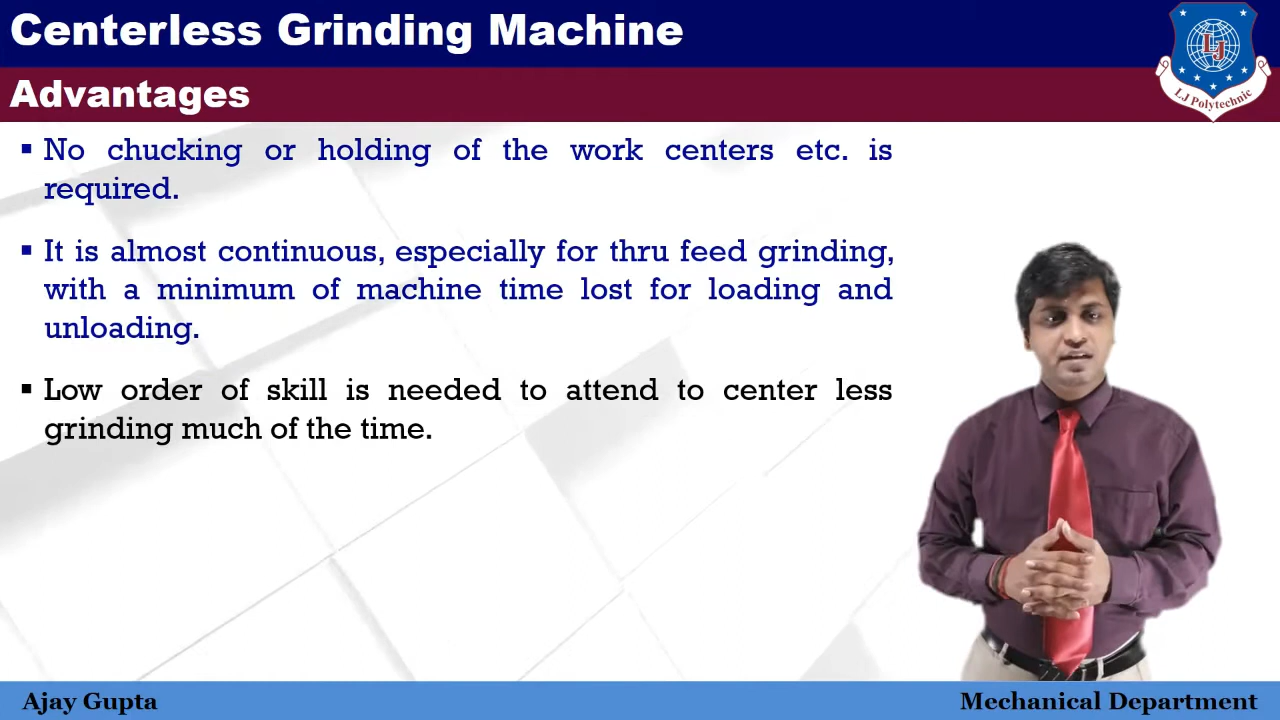 Centerless Grinding Machine
Advantages
LJ
L.J Polytechnic
▪ No chucking or holding of the work centers etc. is
required.
▪ It is almost continuous, especially for thru feed grinding,
with a minimum of machine time lost for loading and
unloading.
▪ Low order of skill is needed to attend to center less
grinding much of the time.
Ajay Gupta
Mechanical Department